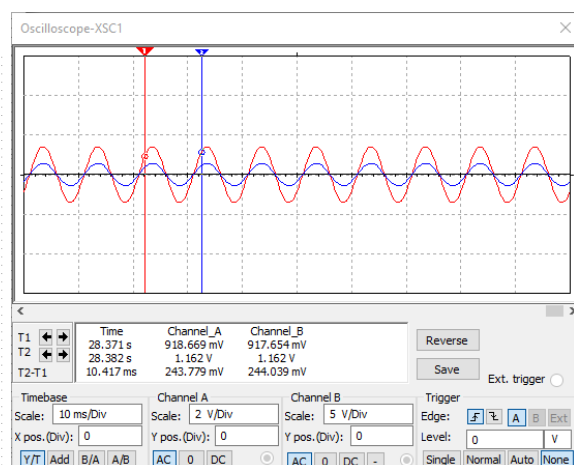 Oscilloscope-XSC1
1
2
Time Channel_A Channel_B
T1 28.371 s 918.669 mV 917.654 mV
T2 28.382 s 1.162 V 1.162 V
T2-T1 10.417 ms 243.779 mV 244.039 mV
Reverse
Save
Ext. trigger
Timebase
Scale: 10 ms/Div
X pos.(Div): 0
Y/T Add B/A A/B
Channel A
Scale: 2 V/Div
Y pos.(Div): 0
AC 0 DC
Channel B
Scale: 5 V/Div
Y pos.(Div): 0
AC 0 DC -
Trigger
Edge: A B Ext
Level: 0 V
Single Normal Auto None